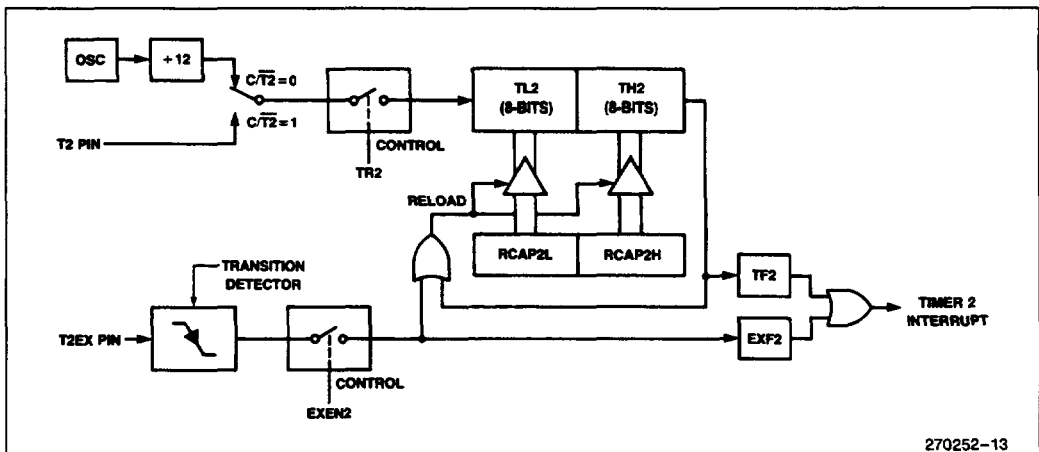 OSC
÷12
C/T2̅ = 0
C/T2̅ = 1
T2 PIN
CONTROL
TR2
TL2
(8-BITS)
TH2
(8-BITS)
RELOAD
RCAP2L
RCAP2H
TRANSITION
DETECTOR
T2EX PIN
CONTROL
EXEN2
TF2
EXF2
TIMER 2
INTERRUPT
270252–13